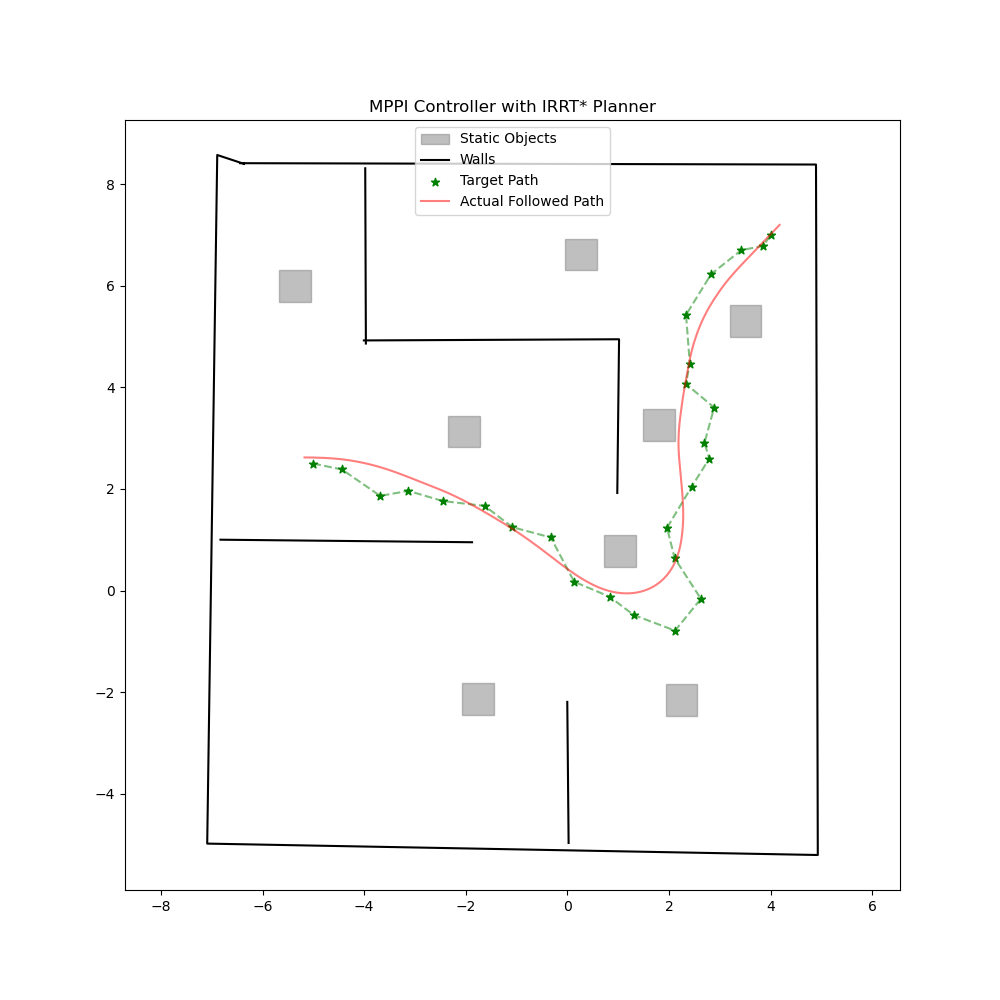 MPPI Controller with IRRT* Planner
Static Objects
Walls
Target Path
Actual Followed Path
8
6
4
2
0
−2
−4
−8 −6 −4 −2 0 2 4 6